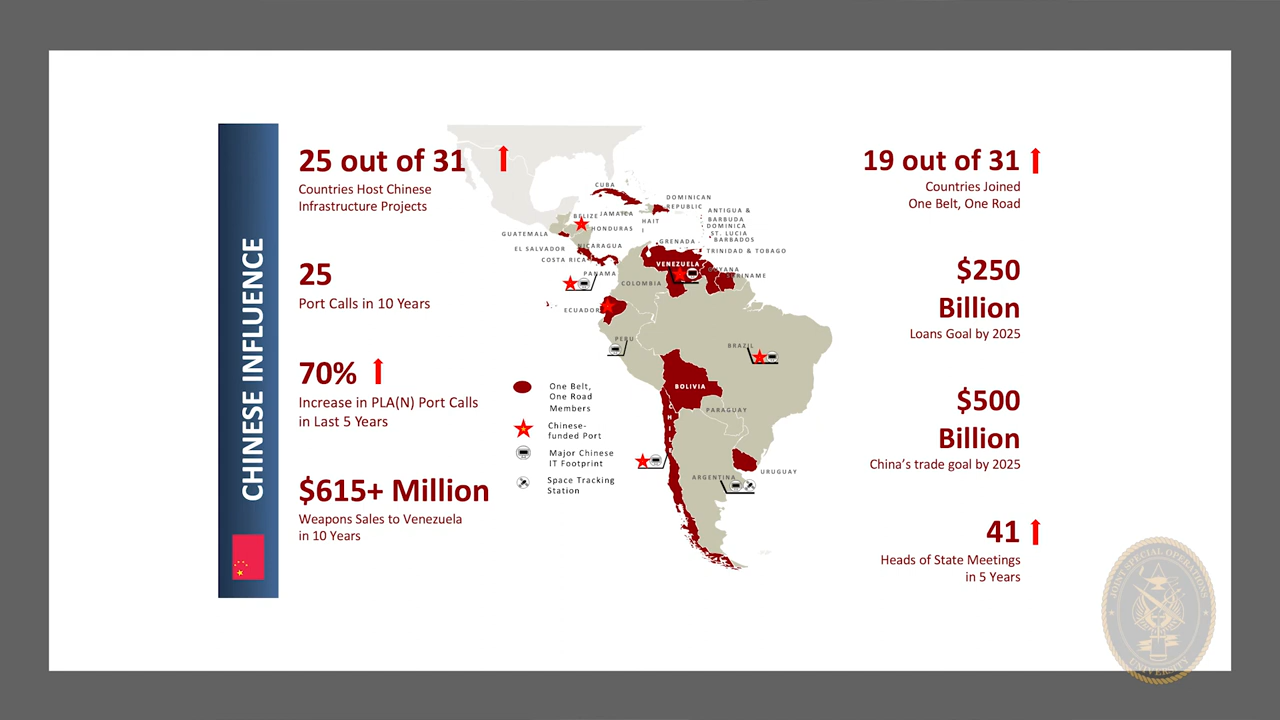 CHINESE INFLUENCE
25 out of 31
Countries Host Chinese
Infrastructure Projects
25
Port Calls in 10 Years
70%
Increase in PLA(N) Port Calls
in Last 5 Years
$615+ Million
Weapons Sales to Venezuela
in 10 Years
CUBA
DOMINICAN
REPUBLIC
JAMAICA
BELIZE
HAIT
I
ANTIGUA &
BARBUDA
DOMINICA
ST. LUCIA
BARBADOS
GUATEMALA
HONDURAS
EL SALVADOR
NICARAGUA
GRENADA
TRINIDAD & TOBAGO
COSTA RICA
PANAMA
VENEZUELA
GUYANA
SURINAME
COLOMBIA
ECUADOR
PERU
BRAZIL
BOLIVIA
PARAGUAY
CHILE
ARGENTINA
URUGUAY
One Belt,
One Road
Members
Chinese-
funded Port
Major Chinese
IT Footprint
Space Tracking
Station
19 out of 31
Countries Joined
One Belt, One Road
$250
Billion
Loans Goal by 2025
$500
Billion
China's trade goal by 2025
41
Heads of State Meetings
in 5 Years
JOINT SPECIAL OPERATIONS
UNIVERSITY